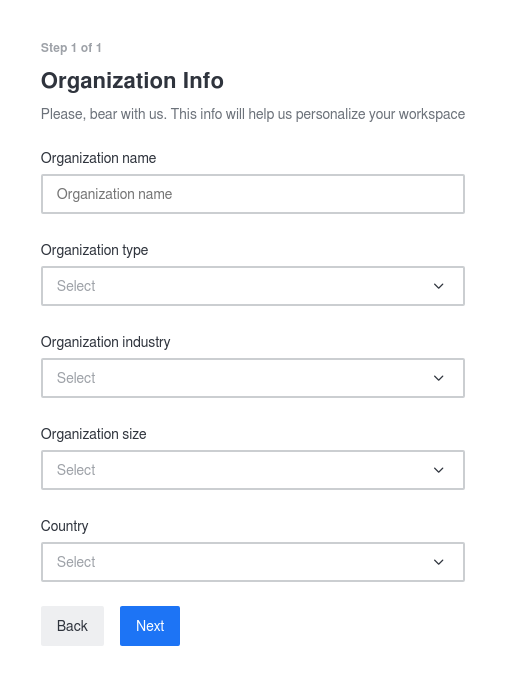 Step 1 of 1
Organization Info
Please, bear with us. This info will help us personalize your workspace
Organization name
Organization name
Organization type
Select
Organization industry
Select
Organization size
Select
Country
Select
Back Next